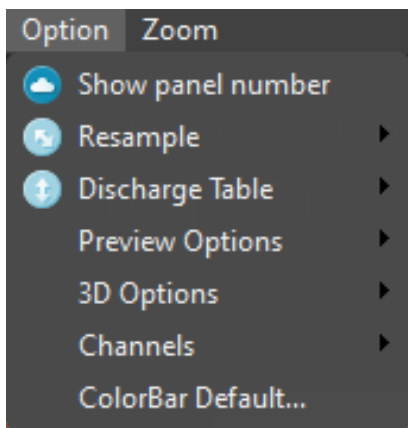 Option Zoom
Show panel number
Resample
Discharge Table
Preview Options
3D Options
Channels
ColorBar Default...